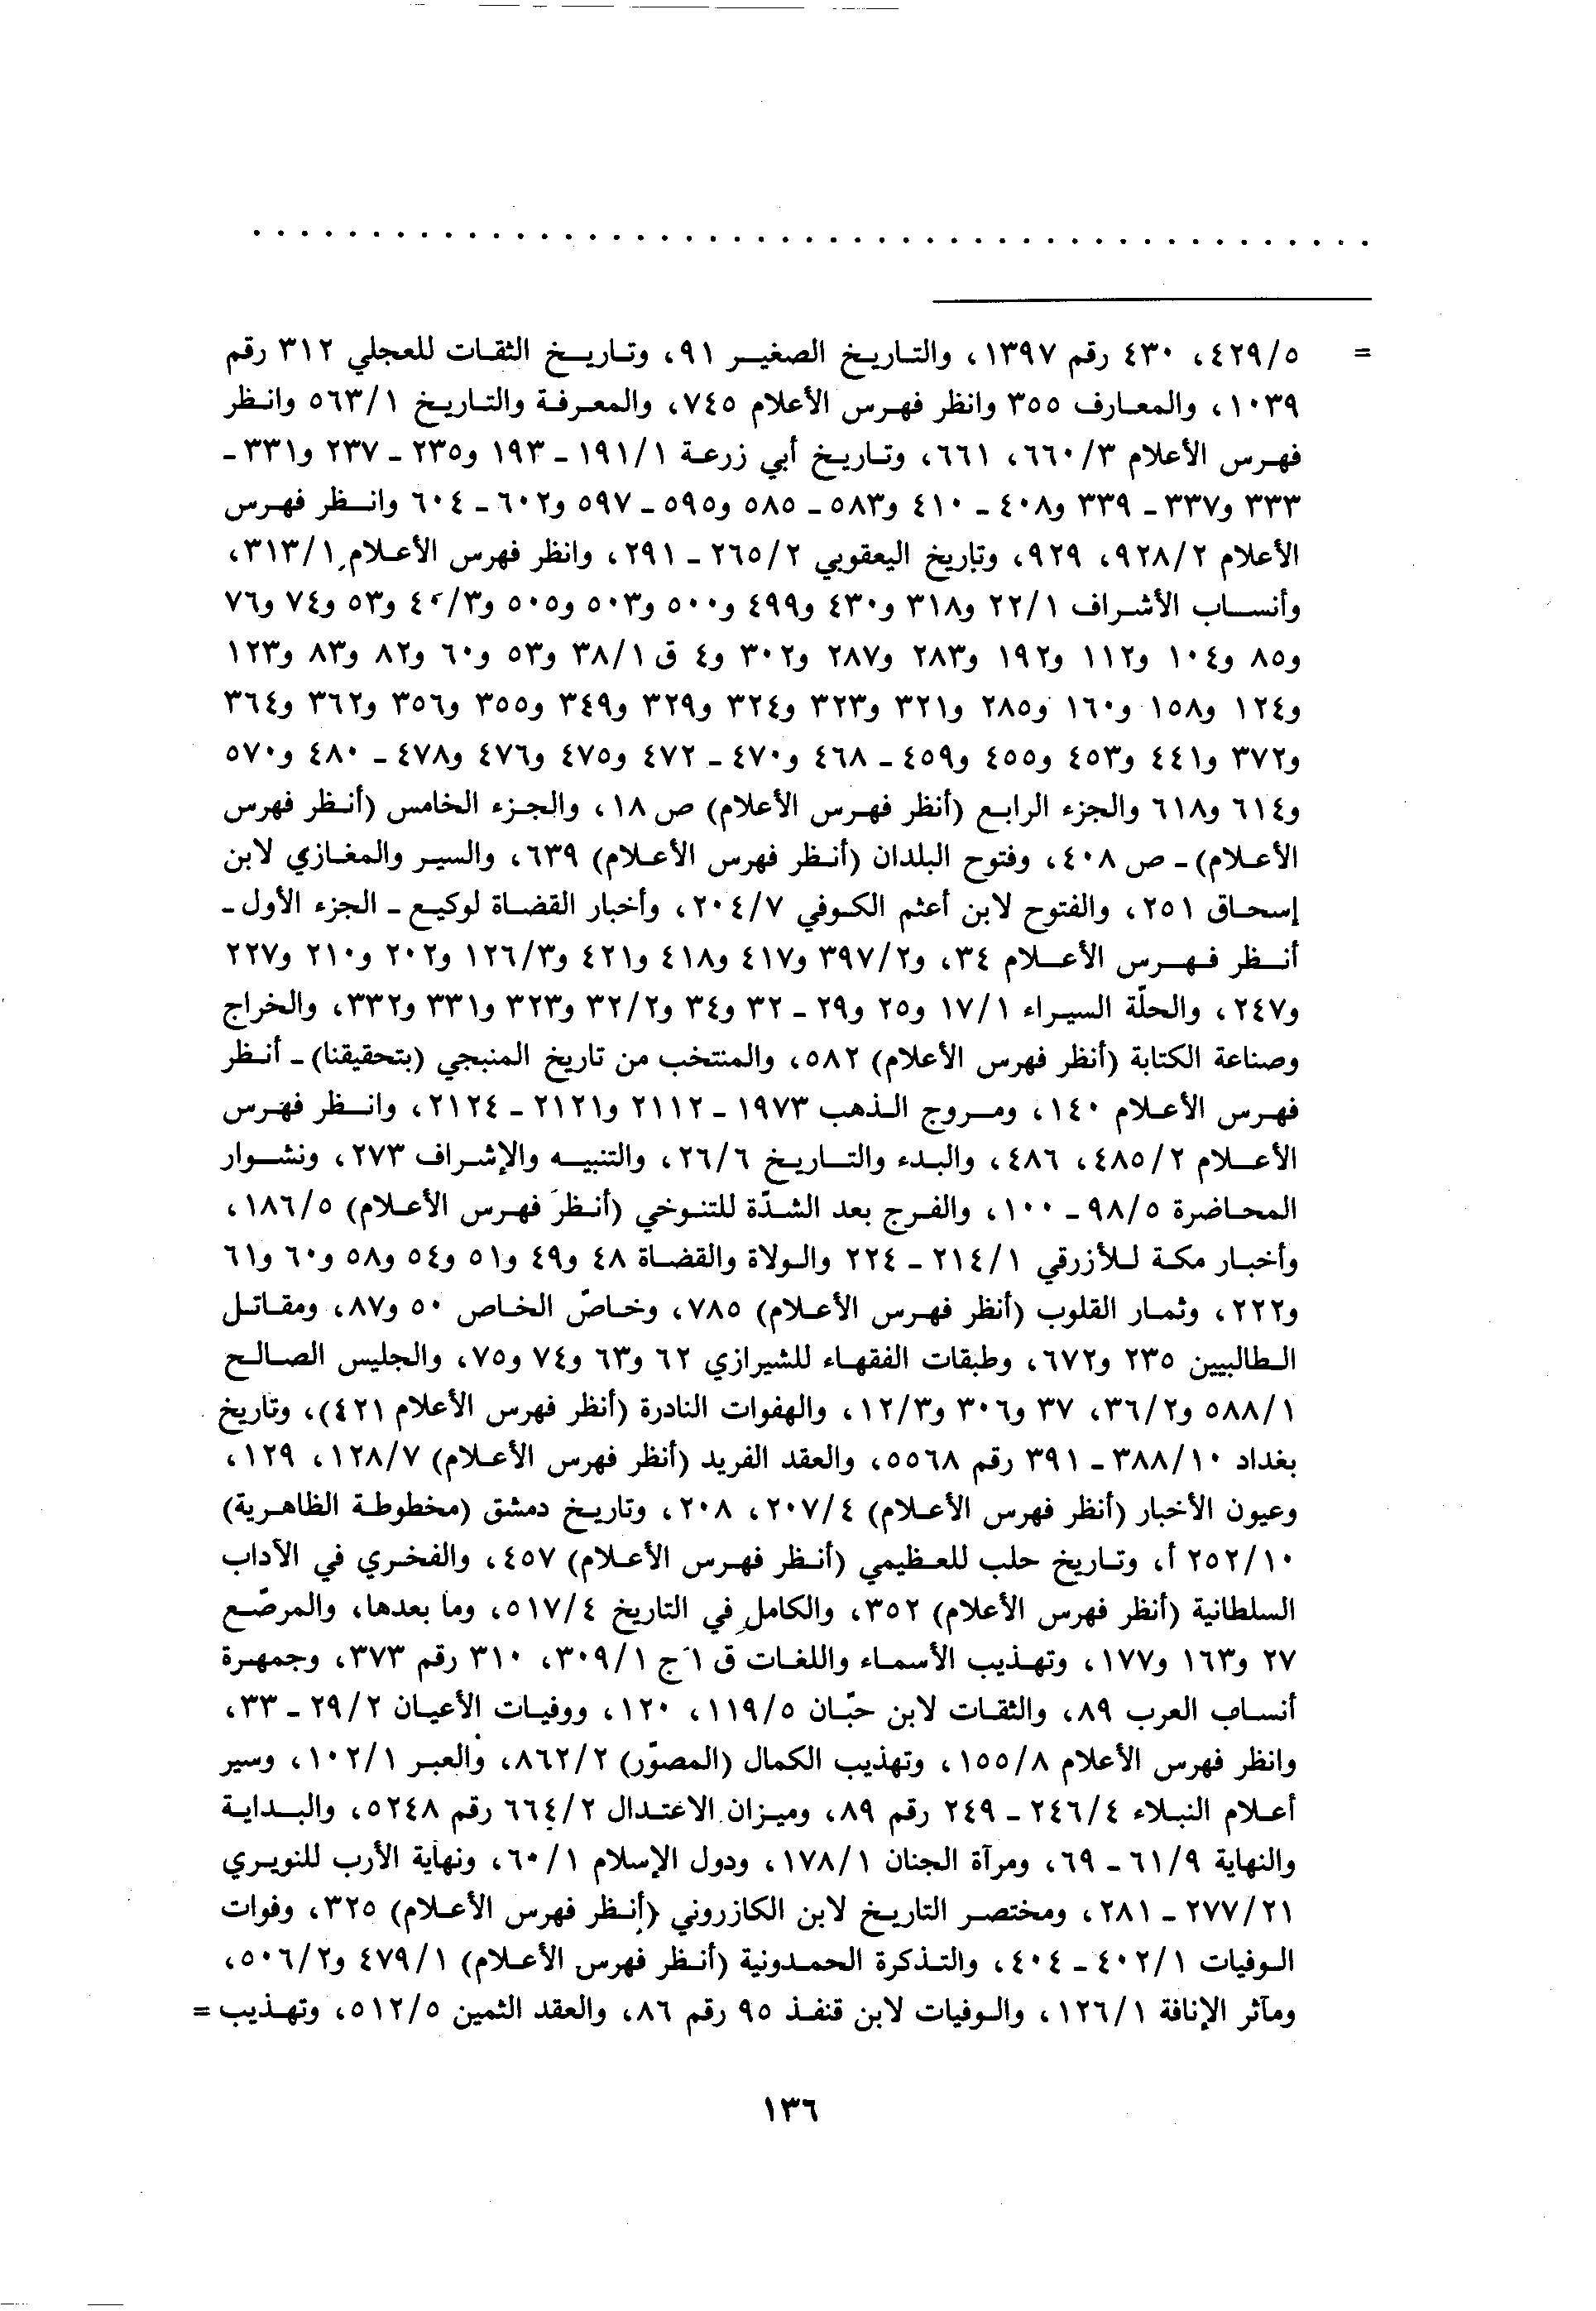 = ٤٢٩/٥، ٤٣٠ رقم ١٣٩٧، والتاريخ الصغير ٩١، وتاريخ الثقات للعجلي ٣١٢ رقم
١٠٣٩، والمعارف ٣٥٥ وانظر فهرس الأعلام ٧٤٥، والمعرفة والتاريخ ٥٦٣/١ وانظر
فهرس الأعلام ٦٦٠/٣، ٦٦١، وتاريخ أبي زرعة ١٩١/١ - ١٩٣ و٢٣٥ - ٢٣٧ و٣٣١ -
٣٣٣ و٣٣٧ - ٣٣٩ و٤٠٨ - ٤١٠ و٥٨٣ - ٥٨٥ و٥٩٥ - ٥٩٧ و٦٠٢ - ٦٠٤ وانظر فهرس
الأعلام ٩٢٨/٢، ٩٢٩، وتاريخ اليعقوبي ٢٦٥/٢ - ٢٩١، وانظر فهرس الأعلام ٣١٣/١،
وأنساب الأشراف ٢٢/١ و٣١٨ و٤٣٠ و٤٩٩ و٥٠٠ و٥٠٣ و٥٠٥ و٤٠/٣ و٥٣ و٧٤ و٧٦
و٨٥ و١٠٤ و١١٢ و١٩٢ و٢٨٣ و٢٨٧ و٣٠٢ و٤ ق ٣٨/١ و٥٣ و٦٠ و٨٢ و٨٣ و١٢٣
و١٢٤ و١٥٨ و١٦٠ و٢٨٥ و٣٢١ و٣٢٣ و٣٢٤ و٣٢٩ و٣٤٩ و٣٥٥ و٣٥٦ و٣٦٢ و٣٦٤
و٣٧٢ و٤٤١ و٤٥٣ و٤٥٥ و٤٥٩ - ٤٦٨ و٤٧٠ - ٤٧٢ و٤٧٥ و٤٧٦ و٤٧٨ - ٤٨٠ و٥٧٠
و٦١٤ و٦١٨ والجزء الرابع (أنظر فهرس الأعلام) ص ١٨، والجزء الخامس (أنظر فهرس
الأعلام) - ص ٤٠٨، وفتوح البلدان (أنظر فهرس الأعلام) ٦٣٩، والسير والمغازي لابن
إسحاق ٢٥١، والفتوح لابن أعثم الكوفي ٢٠٤/٧، وأخبار القضاة لوكيع - الجزء الأول -
أنظر فهرس الأعلام ٣٤، و٣٩٧/٢ و٤١٧ و٤١٨ و٤٢١ و١٢٦/٣ و٢٠٢ و٢١٠ و٢٢٧
و٢٤٧، والحلّة السيراء ١٧/١ و٢٥ و٢٩ - ٣٢ و٣٤ و٣٢/٢ و٣٢٣ و٣٣١ و٣٣٢، والخراج
وصناعة الكتابة (أنظر فهرس الأعلام) ٥٨٢، والمنتخب من تاريخ المنبجي (بتحقيقنا) - أنظر
فهرس الأعلام ١٤٠، ومروج الذهب ١٩٧٣ - ٢١١٢ و٢١٢١ - ٢١٢٤، وانظر فهرس
الأعلام ٤٨٥/٢، ٤٨٦، والبدء والتاريخ ٢٦/٦، والتنبيه والإشراف ٢٧٣، ونشوار
المحاضرة ٩٨/٥ - ١٠٠، والفرج بعد الشدّة للتنوخي (أنظر فهرس الأعلام) ١٨٦/٥،
وأخبار مكة للأزرقي ٢١٤/١ - ٢٢٤ والولاة والقضاة ٤٨ و٤٩ و٥١ و٥٤ و٥٨ و٦٠ و٦١
و٢٢٢، وثمار القلوب (أنظر فهرس الأعلام) ٧٨٥، وخاصّ الخاص ٥٠ و٨٧، ومقاتل
الطالبيين ٢٣٥ و٦٧٢، وطبقات الفقهاء للشيرازي ٦٢ و٦٣ و٧٤ و٧٥، والجليس الصالح
٥٨٨/١ و٣٦/٢، ٣٧ و٣٠٦ و١٢/٣، والهفوات النادرة (أنظر فهرس الأعلام ٤٢١)، وتاريخ
بغداد ٣٨٨/١٠ - ٣٩١ رقم ٥٥٦٨، والعقد الفريد (أنظر فهرس الأعلام) ١٢٨/٧، ١٢٩،
وعيون الأخبار (أنظر فهرس الأعلام) ٢٠٧/٤، ٢٠٨، وتاريخ دمشق (مخطوطة الظاهرية)
٢٥٢/١٠ أ، وتاريخ حلب للعظيمي (أنظر فهرس الأعلام) ٤٥٧، والفخري في الآداب
السلطانية (أنظر فهرس الأعلام) ٣٥٢، والكامل في التاريخ ٥١٧/٤، وما بعدها، والمرصّع
٢٧ و١٦٣ و١٧٧، وتهذيب الأسماء واللغات ق ١ ج ٣٠٩/١، ٣١٠ رقم ٣٧٣، وجمهرة
أنساب العرب ٨٩، والثقات لابن حبّان ١١٩/٥، ١٢٠، ووفيات الأعيان ٢٩/٢ - ٣٣،
وانظر فهرس الأعلام ١٥٥/٨، وتهذيب الكمال (المصوّر) ٨٦٢/٢، والعبر ١٠٢/١، وسير
أعلام النبلاء ٢٤٦/٤ - ٢٤٩ رقم ٨٩، وميزان الاعتدال ٦٦٤/٢ رقم ٥٢٤٨، والبداية
والنهاية ٦١/٩ - ٦٩، ومرآة الجنان ١٧٨/١، ودول الإسلام ٦٠/١، ونهاية الأرب للنويري
٢٧٧/٢١ - ٢٨١، ومختصر التاريخ لابن الكازروني (أنظر فهرس الأعلام) ٣٢٥، وفوات
الوفيات ٤٠٢/١ - ٤٠٤، والتذكرة الحمدونية (أنظر فهرس الأعلام) ٤٧٩/١ و٥٠٦/٢،
ومآثر الإنافة ١٢٦/١، والوفيات لابن قنفذ ٩٥ رقم ٨٦، والعقد الثمين ٥١٢/٥، وتهذيب =
١٣٦